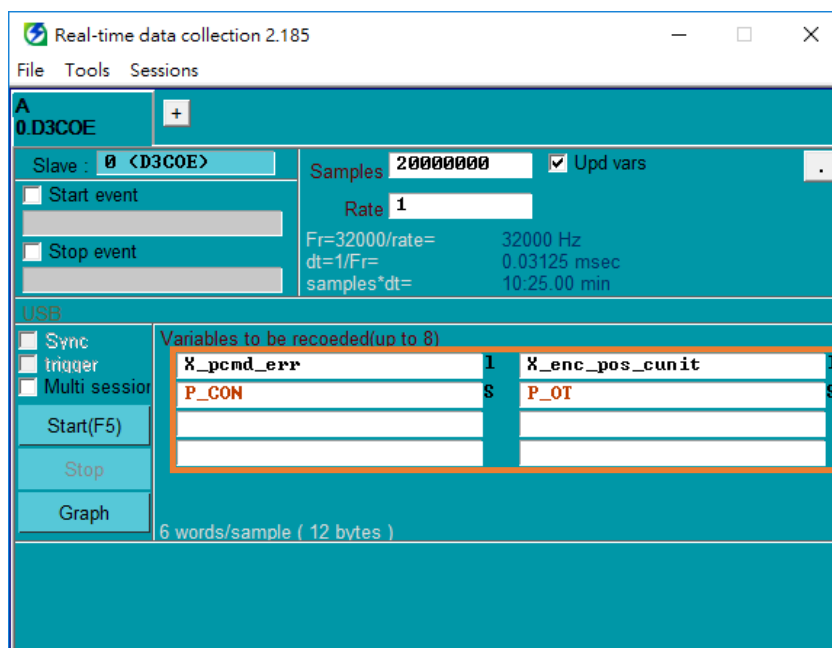 Real-time data collection 2.185
File Tools Sessions
A
0.D3COE
+
Slave : 0 <D3COE>
Start event
Stop event
Samples 20000000
Upd vars
.
Rate 1
Fr=32000/rate= 32000 Hz
dt=1/Fr= 0.03125 msec
samples*dt= 10:25.00 min
USB
Sync
trigger
Multi session
Start(F5)
Stop
Graph
Variables to be recoeded(up to 8)
X_pcmd_err l X_enc_pos_cunit l
P_CON S P_OT S
6 words/sample ( 12 bytes )